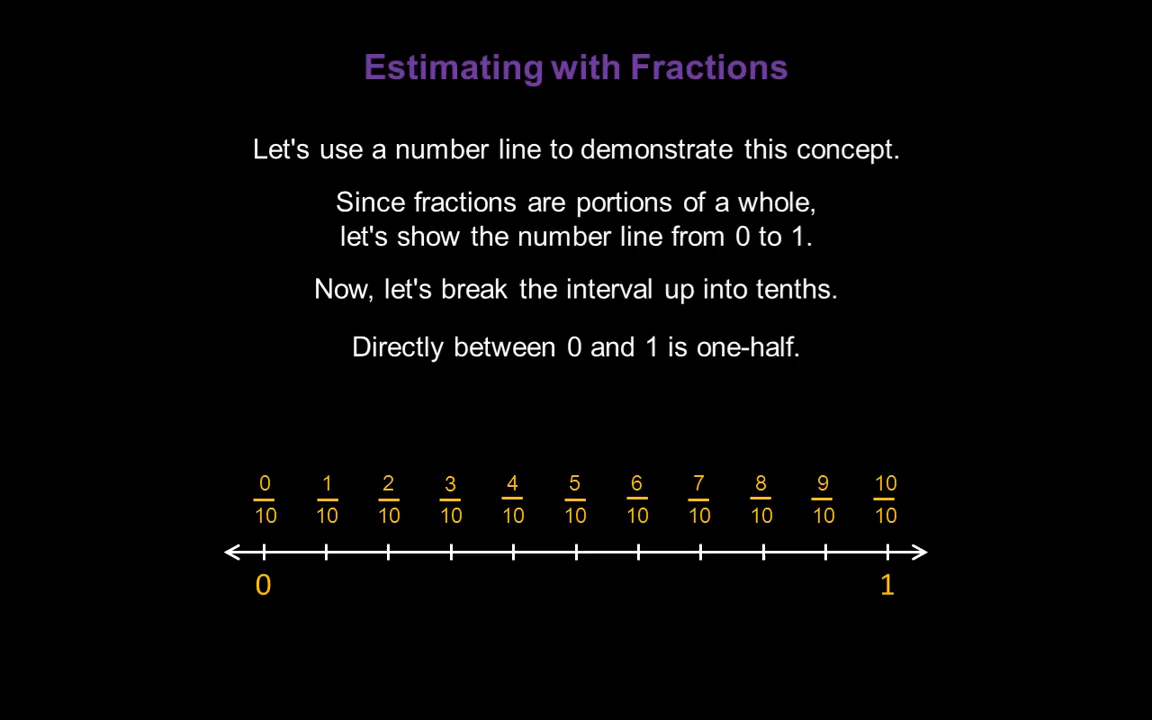 Estimating with Fractions
Let's use a number line to demonstrate this concept.
Since fractions are portions of a whole,
let's show the number line from 0 to 1.
Now, let's break the interval up into tenths.
Directly between 0 and 1 is one-half.
0 1 2 3 4 5 6 7 8 9 10
10 10 10 10 10 10 10 10 10 10 10
0 1